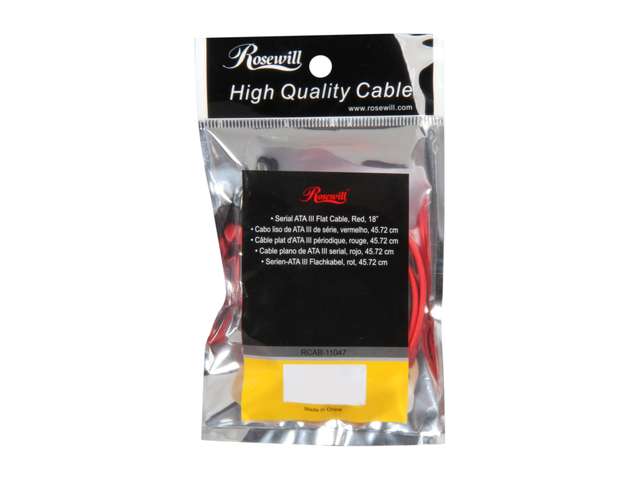 Rosewill
High Quality Cable
www.rosewill.com
Rosewill
• Serial ATA III Flat Cable, Red, 18"
• Cabo liso de ATA III de série, vermelho, 45.72 cm
• Câble plat d'ATA III périodique, rouge, 45.72 cm
• Cable plano de ATA III serial, rojo, 45.72 cm
• Serien-ATA III Flachkabel, rot, 45.72 cm
RCAB-11047
Made in China